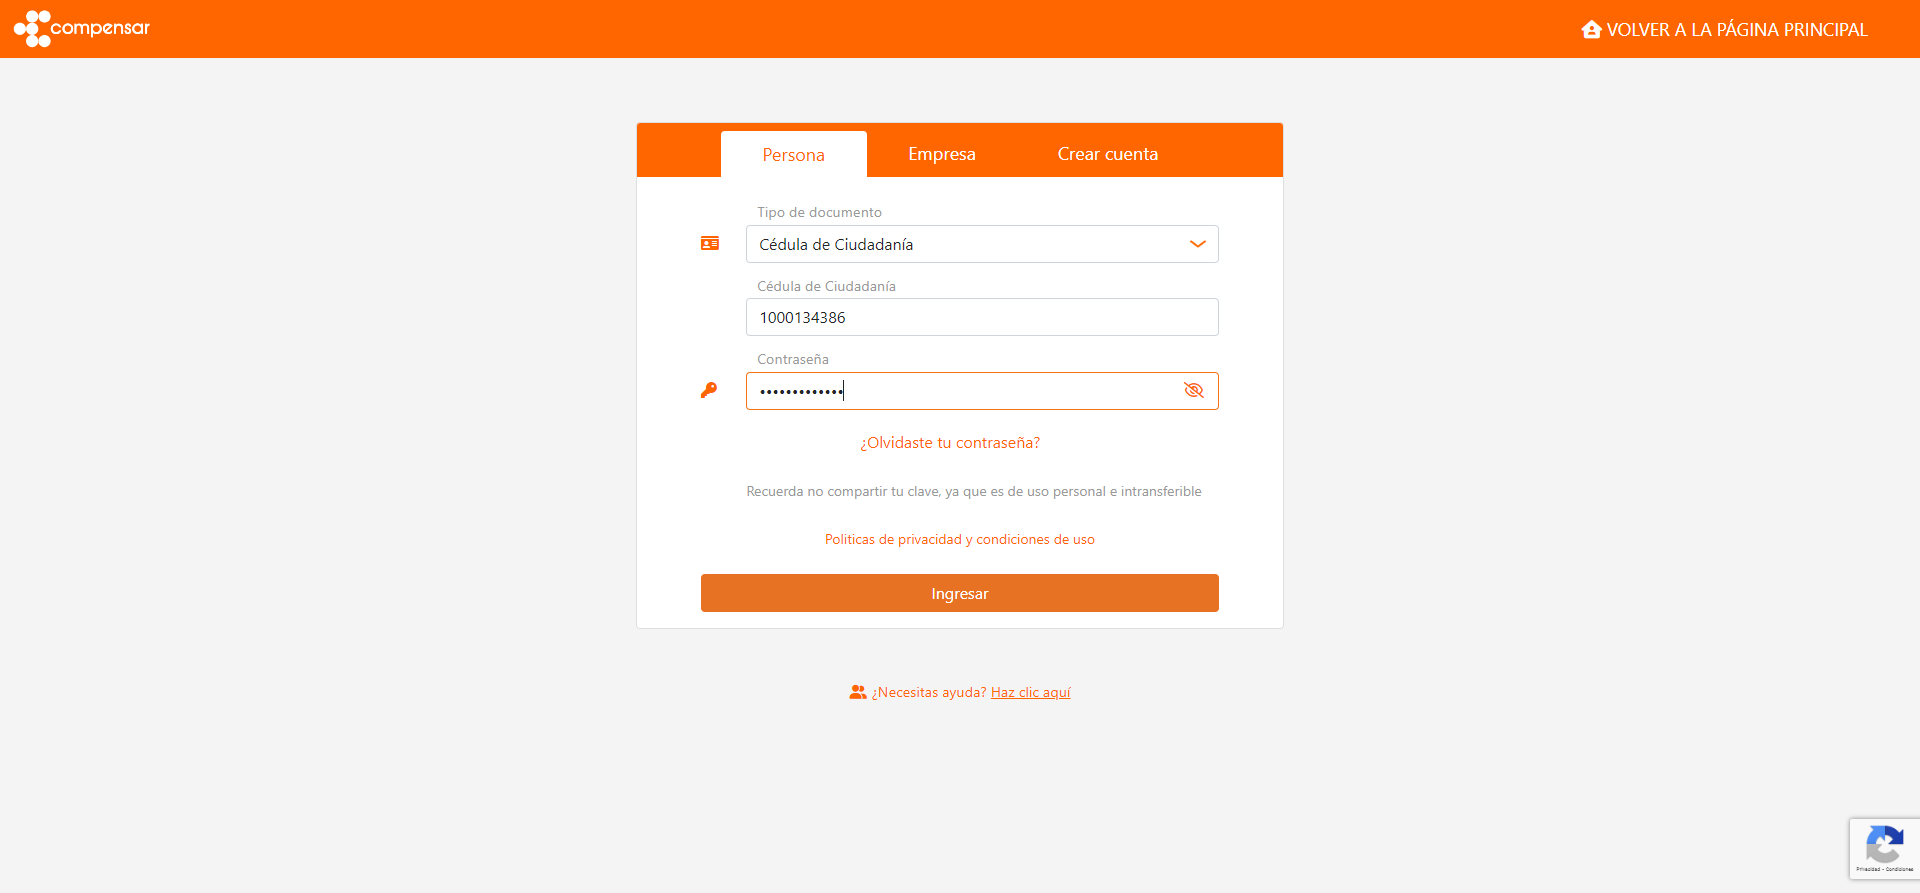 compensar
VOLVER A LA PÁGINA PRINCIPAL
Persona
Empresa
Crear cuenta
Tipo de documento
Cédula de Ciudadanía
Cédula de Ciudadanía
1000134386
Contraseña
•••••••••••••
¿Olvidaste tu contraseña?
Recuerda no compartir tu clave, ya que es de uso personal e intransferible
Politicas de privacidad y condiciones de uso
Ingresar
¿Necesitas ayuda? Haz clic aquí
Privacidad - Condiciones